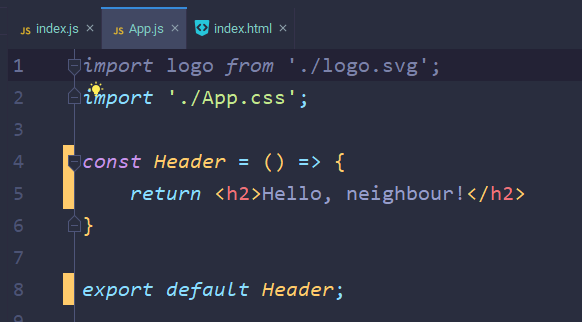 JS index.js × JS App.js × index.html ×
1 import logo from './logo.svg';
2 import './App.css';
3
4 const Header = () => {
5 return <h2>Hello, neighbour!</h2>
6 }
7
8 export default Header;
9